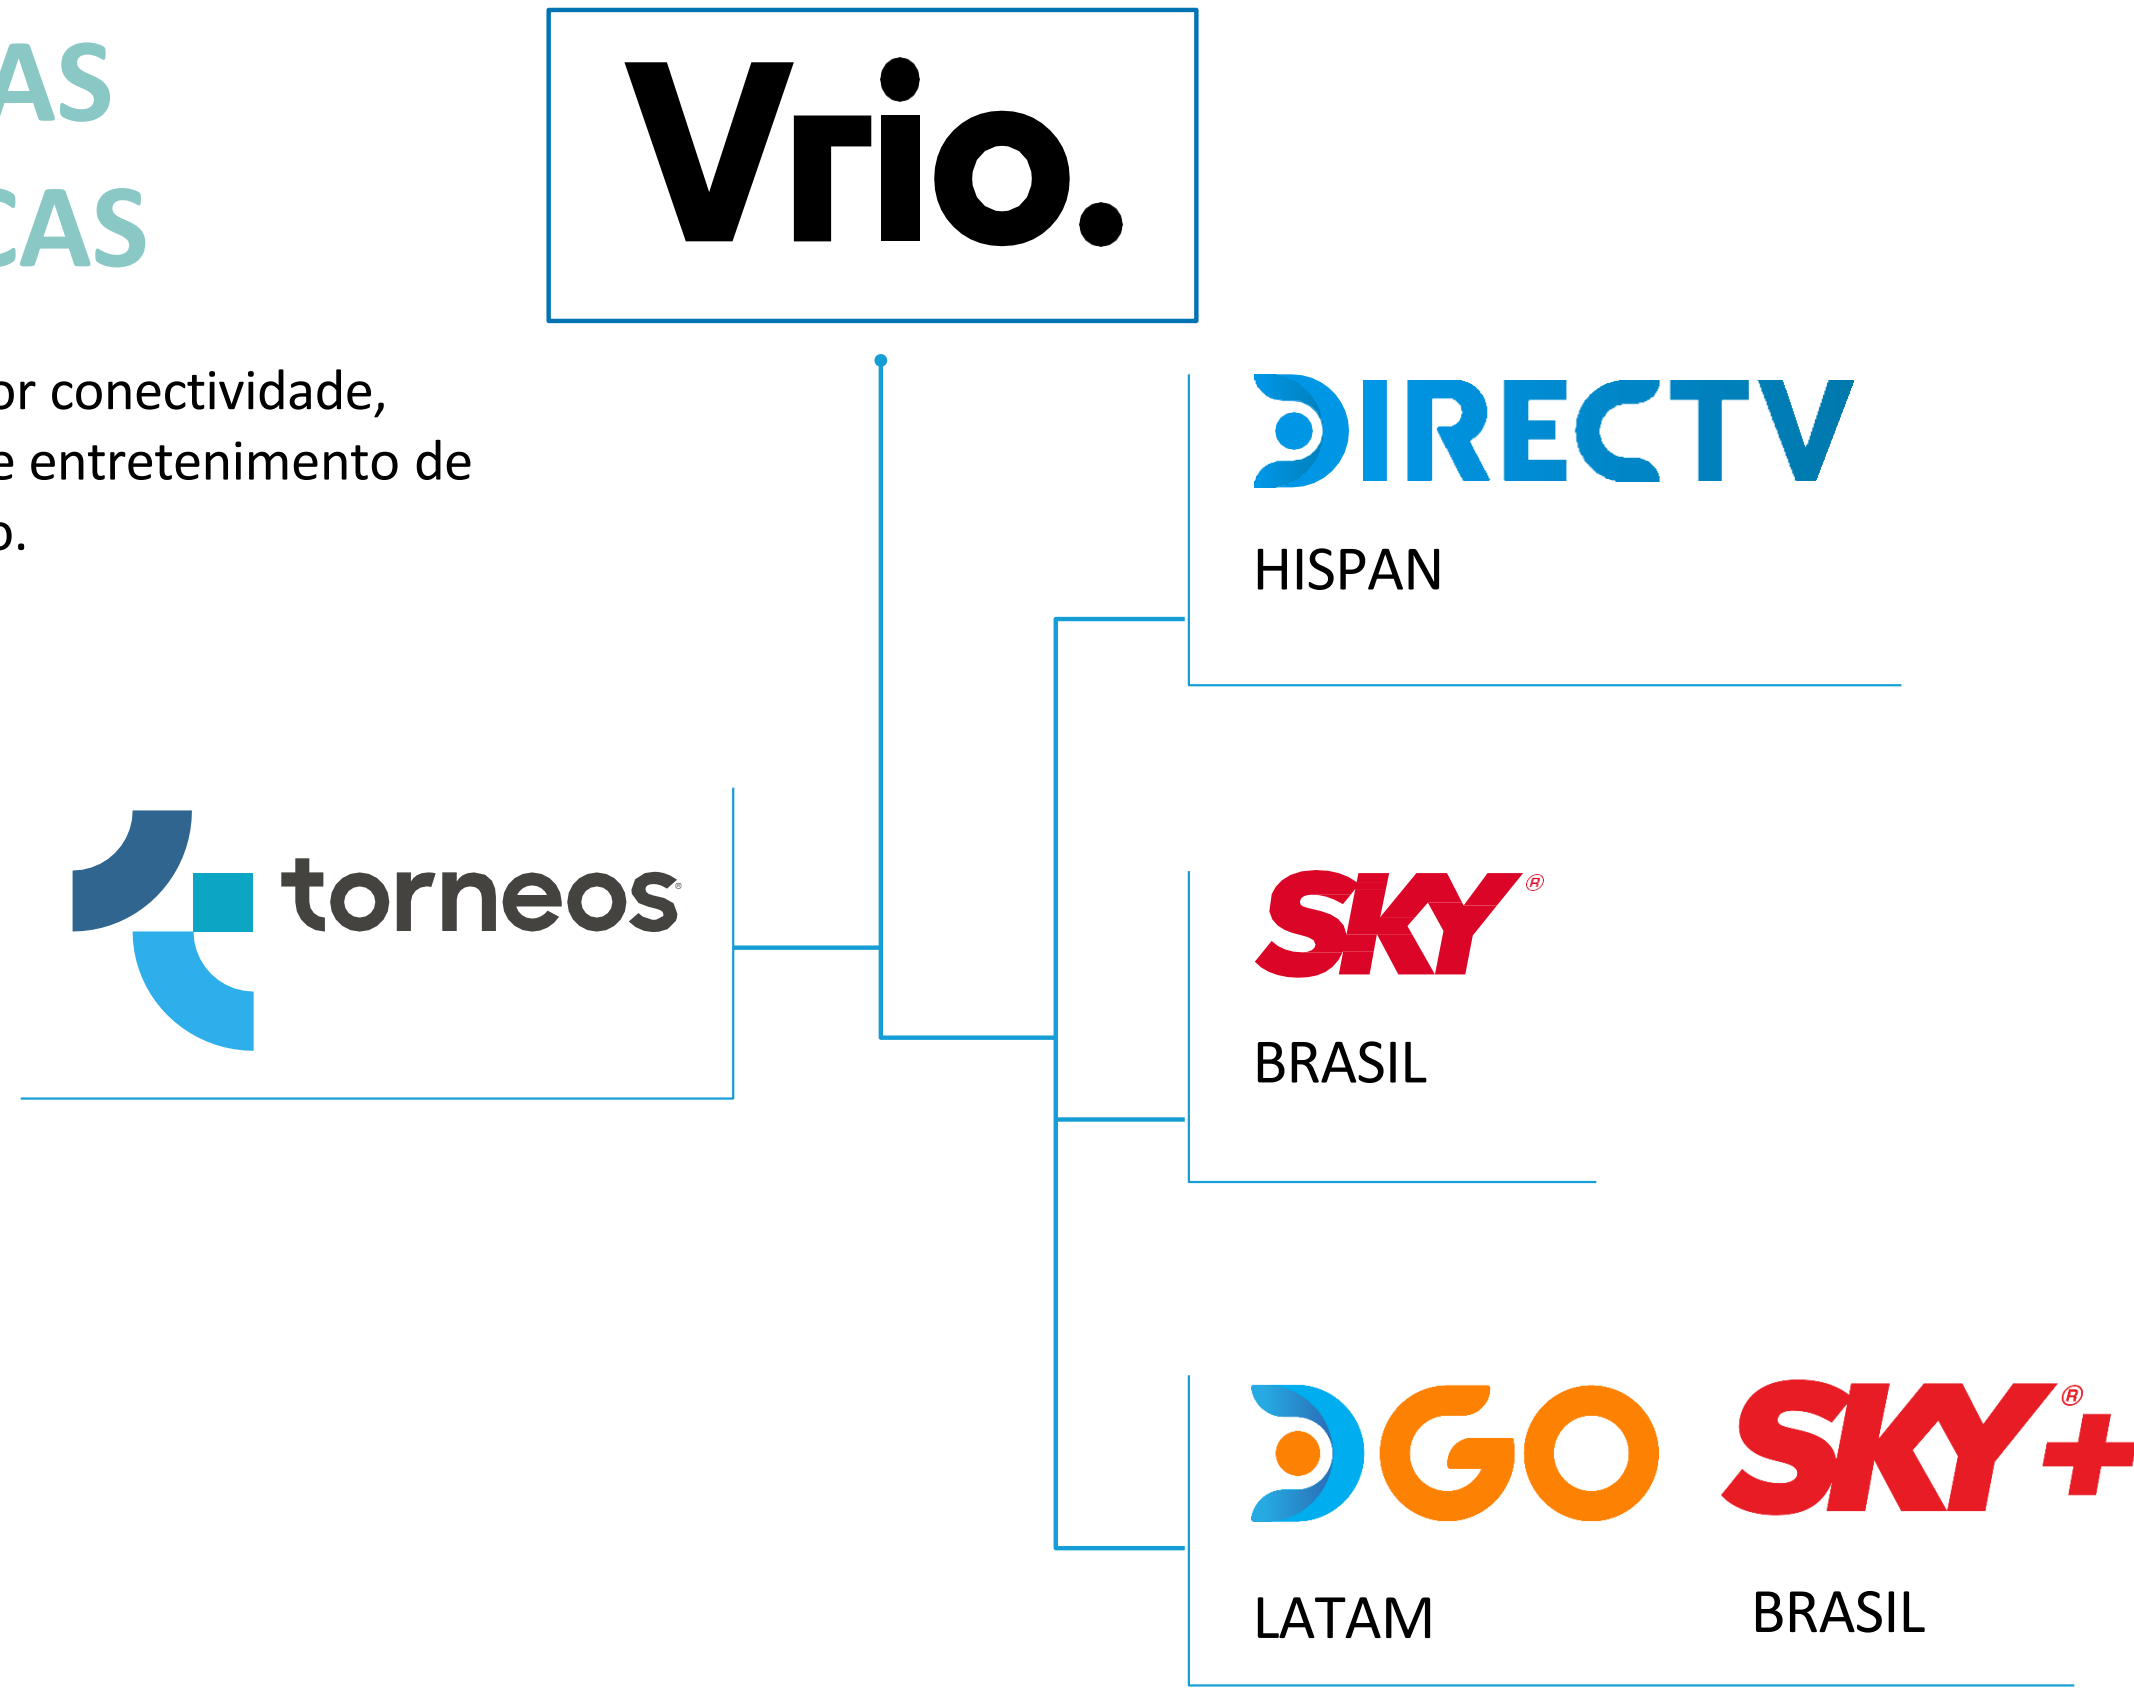 AS
CAS
Vrio.
or conectividade,
e entretenimento de
o.
DIRECTV
HISPAN
torneos®
SKY®
BRASIL
DGO SKY®+
LATAM BRASIL